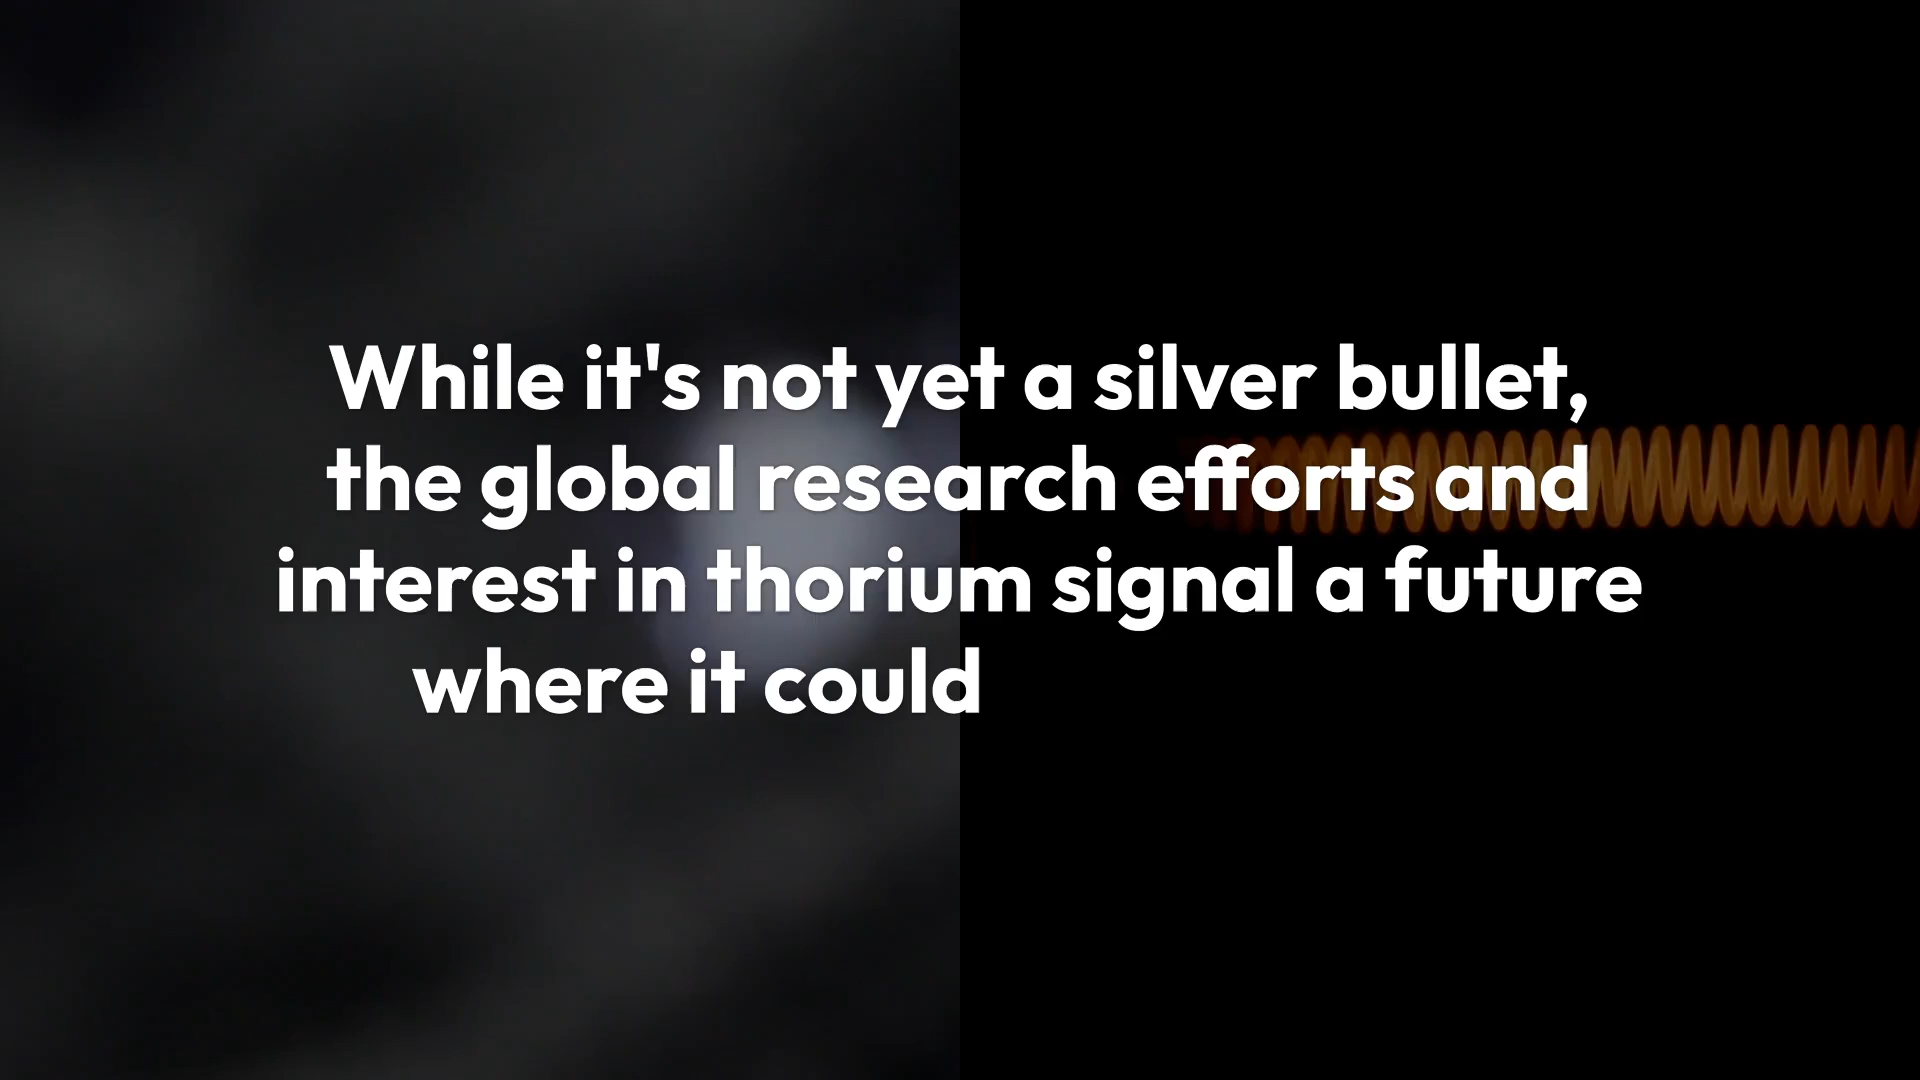 While it's not yet a silver bullet,
the global research efforts and
interest in thorium signal a future
where it could